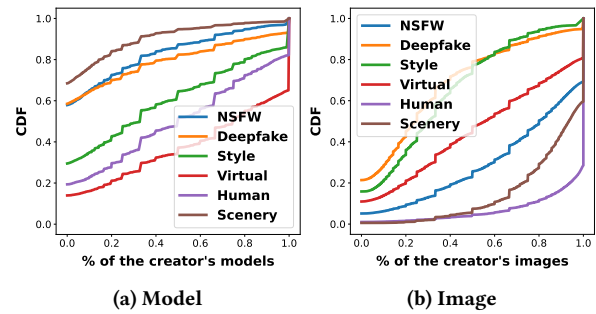 CDF
1.0
0.8
0.6
0.4
0.2
0.0
NSFW
Deepfake
Style
Virtual
Human
Scenery
0.0 0.2 0.4 0.6 0.8 1.0
% of the creator's models
(a) Model
CDF
1.0
0.8
0.6
0.4
0.2
0.0
NSFW
Deepfake
Style
Virtual
Human
Scenery
0.0 0.2 0.4 0.6 0.8 1.0
% of the creator's images
(b) Image